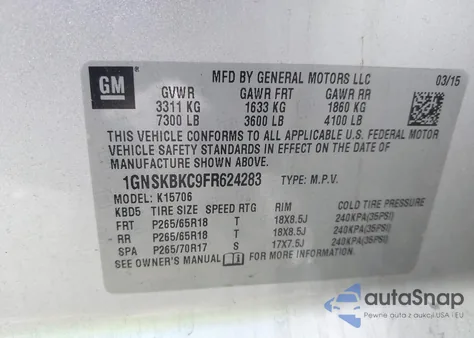 GM
MFD BY GENERAL MOTORS LLC 03/15
GVWR GAWR FRT GAWR RR
3311 KG 1633 KG 1860 KG
7300 LB 3600 LB 4100 LB
THIS VEHICLE CONFORMS TO ALL APPLICABLE U.S. FEDERAL MOTOR
VEHICLE SAFETY STANDARDS IN EFFECT ON THE DATE OF
MANUFACTURE SHOWN ABOVE.
1GNSKBKC9FR624283 TYPE: M.P.V.
MODEL: K15706
KBD5 TIRE SIZE SPEED RTG RIM COLD TIRE PRESSURE
FRT P265/65R18 T 18X8.5J 240KPA(35PSI)
RR P265/65R18 T 18X8.5J 240KPA(35PSI)
SPA P265/70R17 S 17X7.5J 240KPA(35PSI)
SEE OWNER'S MANUAL FOR MORE INFORMATION
autoSnap
Pewne auta z USA i EU